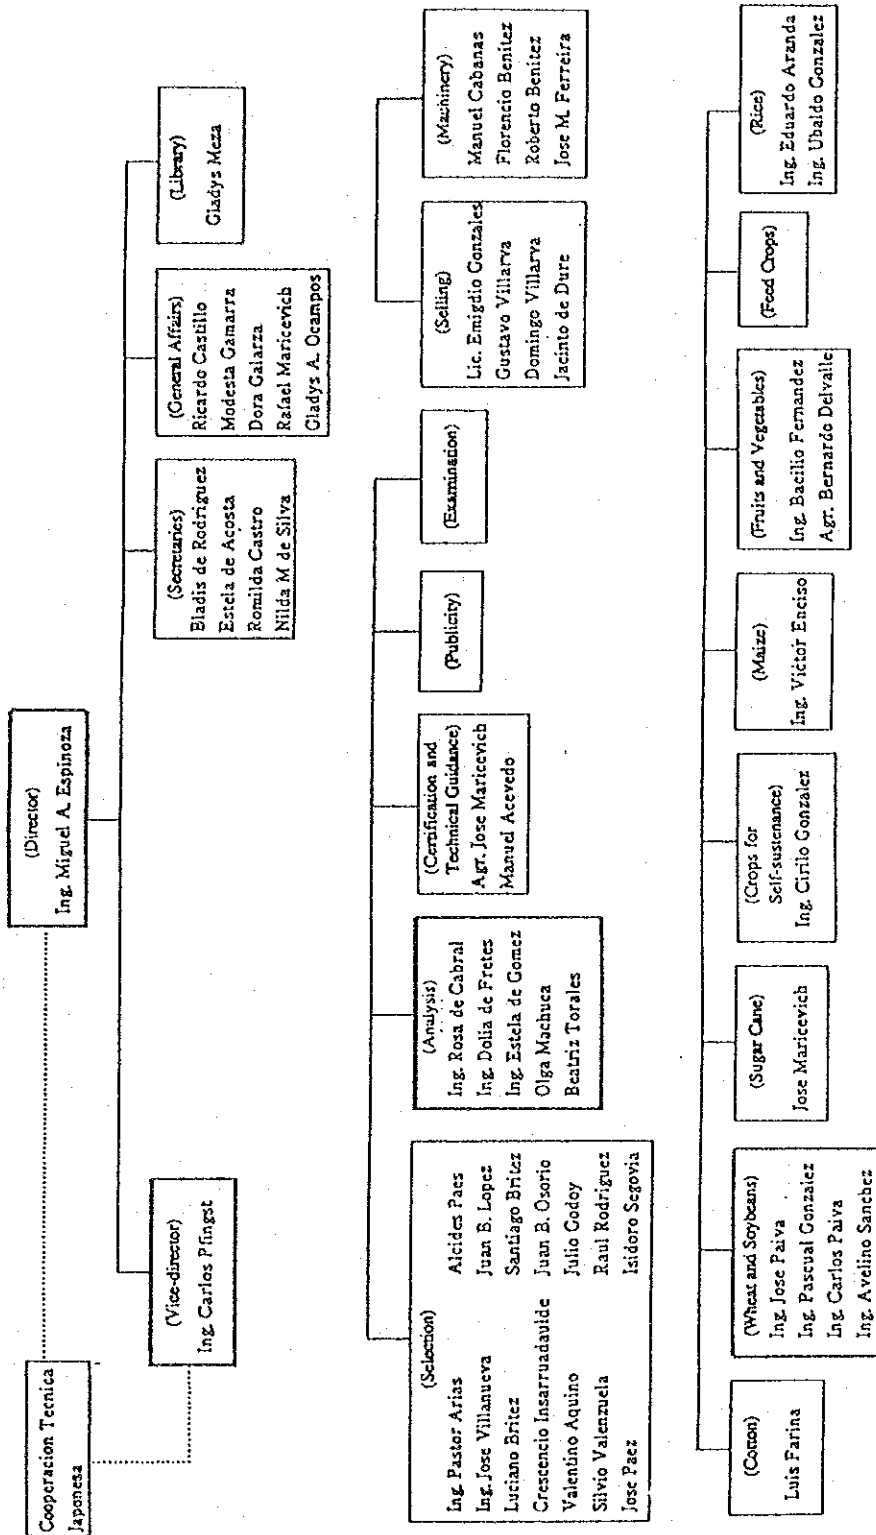 Cooperacion Tecnica
Japonesa
(Director)
Ing. Miguel A. Espinoza
(Vice-director)
Ing. Carlos Pfingst
(Secretaries)
Bladis de Rodriguez
Estela de Acosta
Romilda Castro
Nilda M de Silva
(General Affairs)
Ricardo Castillo
Modesta Gamarra
Dora Galarza
Rafael Maricevich
Gladys A. Ocampos
(Library)
Gladys Meza
(Selection)
Ing. Pastor Arias Alcides Paes
Ing. Jose Villanueva Juan B. Lopez
Luciano Britez Santiago Britez
Crescencio Insarruadauide Juan B. Osorio
Valentino Aquino Julio Godoy
Silvio Valenzuela Raul Rodriguez
Jose Paez Isidoro Segovia
(Analysis)
Ing. Rosa de Cabral
Ing. Dolia de Fretes
Ing. Estela de Gomez
Olga Machuca
Beatriz Torales
(Certification and
Technical Guidance)
Agr. Jose Maricevich
Manuel Acevedo
(Publicity)
(Examination)
(Selling)
Lic. Emigdio Gonzales
Gustavo Villarva
Domingo Villarva
Jacinto de Dure
(Machinery)
Manuel Cabanas
Florencio Benitez
Roberto Benitez
Jose M. Ferreira
(Cotton)
Luis Farina
(Wheat and Soybeans)
Ing. Jose Paiva
Ing. Pascual Gonzalez
Ing. Carlos Paiva
Ing. Avelino Sanchez
(Sugar Cane)
Jose Maricevich
(Crops for
Self-sustenance)
Ing. Cirilo Gonzalez
(Maize)
Ing. Victor Enciso
(Fruits and Vegetables)
Ing. Bacilio Fernandez
Agr. Bernardo Delvalle
(Feed Crops)
(Rice)
Ing. Eduardo Aranda
Ing. Ubaldo Gonzalez